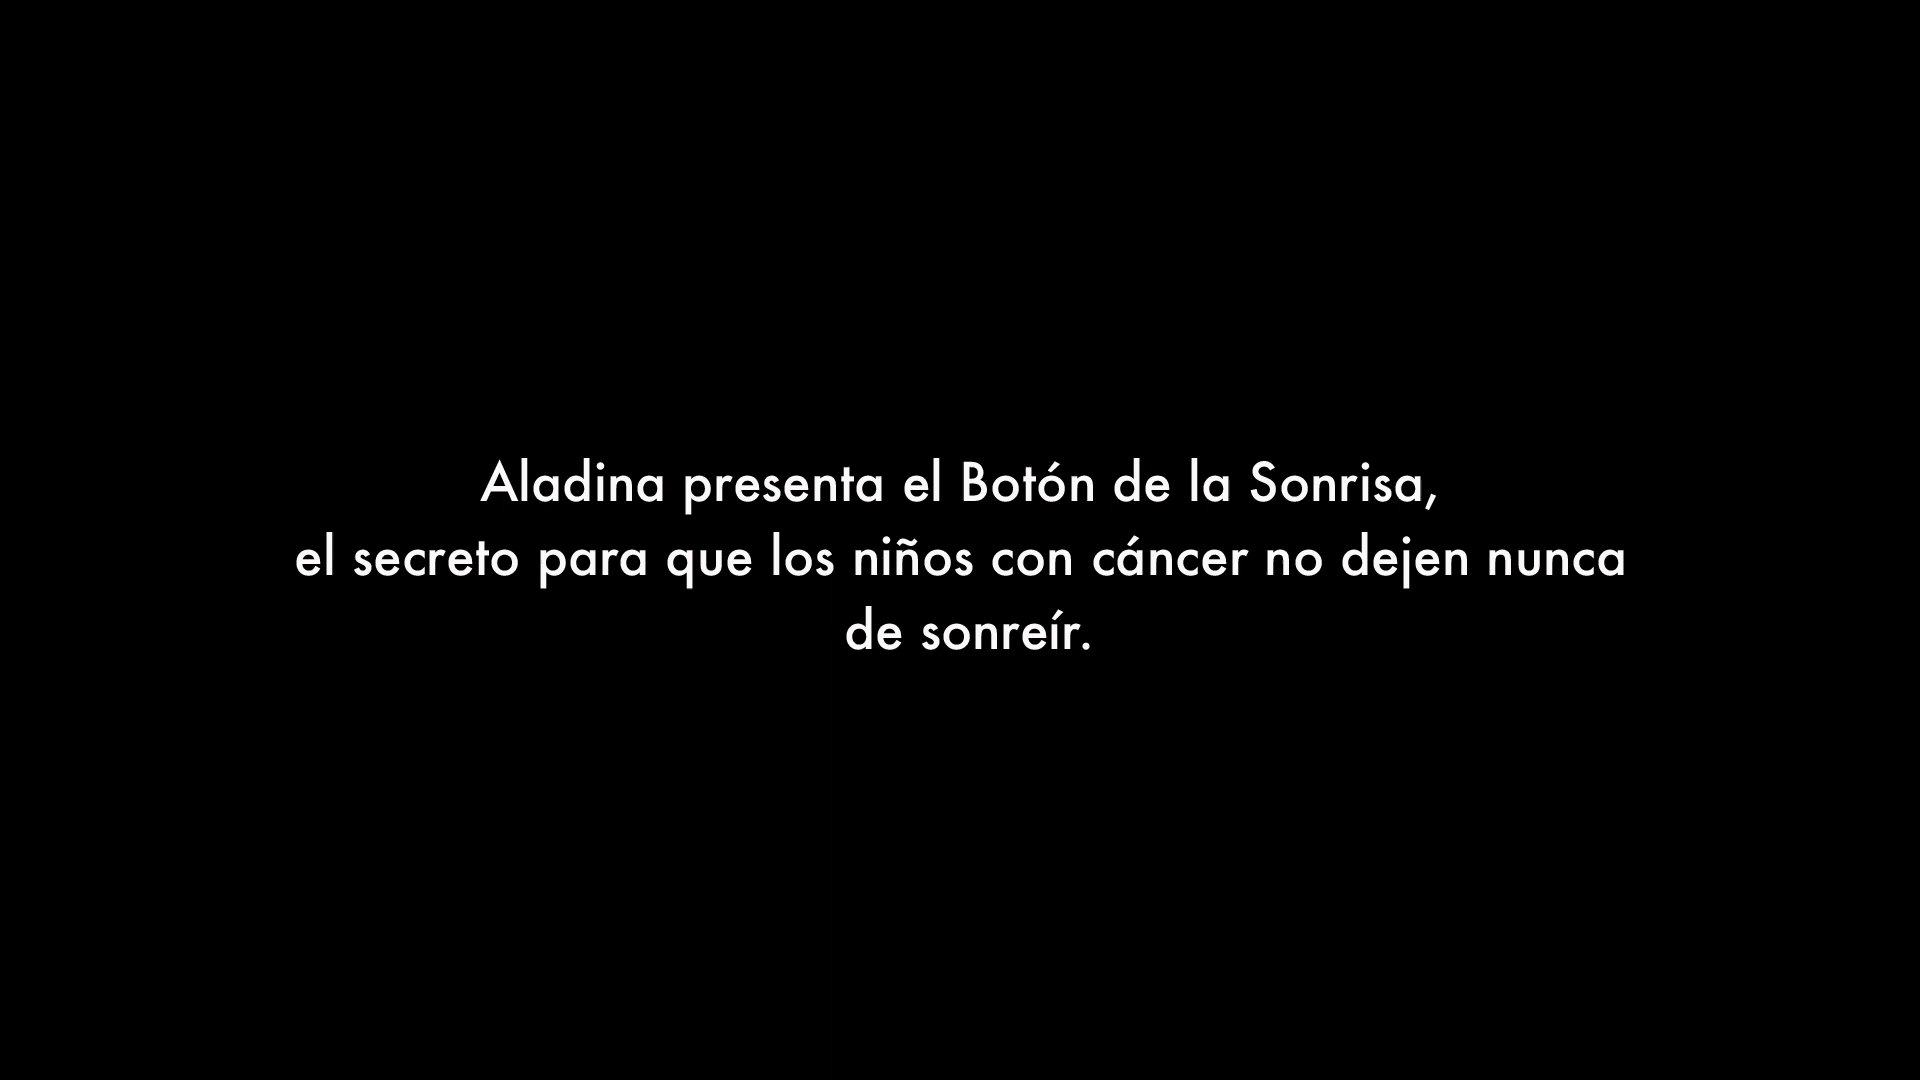 Aladina presenta el Botón de la Sonrisa,
el secreto para que los niños con cáncer no dejen nunca
de sonreír.